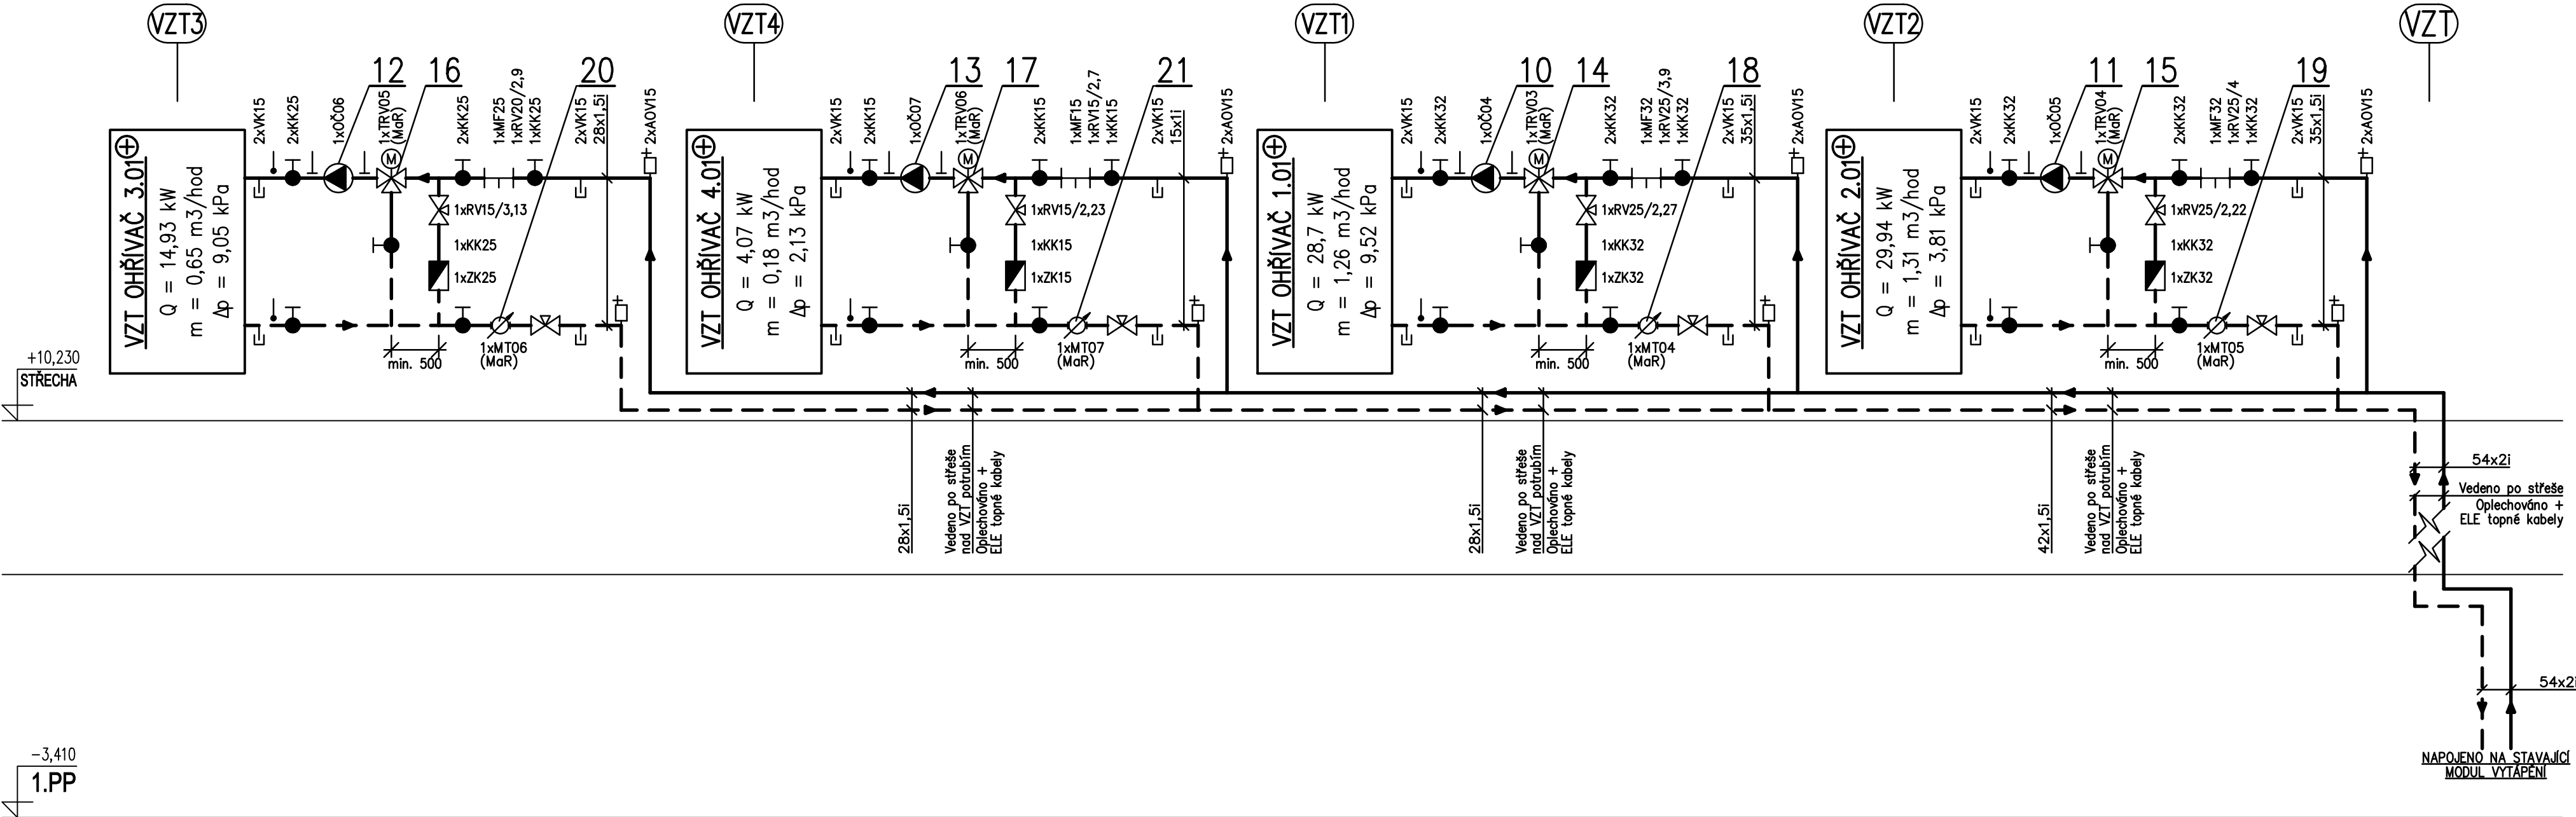 VZT3
VZT4
VZT1
VZT2
VZT
12
16
20
2xVK15
2xKK25
1xOČ06
1xTRV05
(MaR)
2xKK25
1xMF25
1xRV20/2,9
1xKK25
2xVK15
28x1,5i
2xAOV15
VZT OHŘÍVAČ 3.01
Q = 14,93 kW
m = 0,65 m3/hod
Δp = 9,05 kPa
M
1xRV15/3,13
1xKK25
1xZK25
1xMT06
(MaR)
min. 500
13
17
21
2xVK15
2xKK15
1xOČ07
1xTRV06
(MaR)
2xKK15
1xMF15
1xRV15/2,7
1xKK15
2xVK15
15x1i
2xAOV15
VZT OHŘÍVAČ 4.01
Q = 4,07 kW
m = 0,18 m3/hod
Δp = 2,13 kPa
M
1xRV15/2,23
1xKK15
1xZK15
1xMT07
(MaR)
min. 500
10
14
18
2xVK15
2xKK32
1xOČ04
1xTRV03
(MaR)
2xKK32
1xMF32
1xRV25/3,9
1xKK32
2xVK15
35x1,5i
2xAOV15
VZT OHŘÍVAČ 1.01
Q = 28,7 kW
m = 1,26 m3/hod
Δp = 9,52 kPa
M
1xRV25/2,27
1xKK32
1xZK32
1xMT04
(MaR)
min. 500
11
15
19
2xVK15
2xKK32
1xOČ05
1xTRV04
(MaR)
2xKK32
1xMF32
1xRV25/4
1xKK32
2xVK15
35x1,5i
2xAOV15
VZT OHŘÍVAČ 2.01
Q = 29,94 kW
m = 1,31 m3/hod
Δp = 3,81 kPa
M
1xRV25/2,22
1xKK32
1xZK32
1xMT05
(MaR)
min. 500
+10,230
STŘECHA
28x1,5i
Vedeno po střeše
nad VZT potrubím
Oplechováno +
ELE topné kabely
28x1,5i
Vedeno po střeše
nad VZT potrubím
Oplechováno +
ELE topné kabely
42x1,5i
Vedeno po střeše
nad VZT potrubím
Oplechováno +
ELE topné kabely
54x2i
Vedeno po střeše
Oplechováno +
ELE topné kabely
54x2i
-3,410
1.PP
NAPOJENO NA STAVAJÍCÍ
MODUL VYTÁPĚNÍ